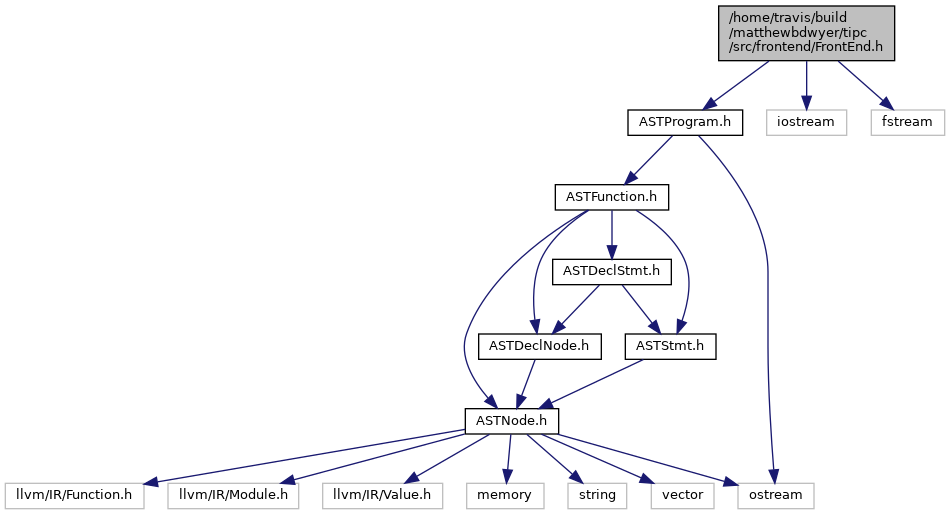 /home/travis/build
/matthewbdwyer/tipc
/src/frontend/FrontEnd.h
ASTProgram.h
iostream
fstream
ASTFunction.h
ASTDeclStmt.h
ASTDeclNode.h
ASTStmt.h
ASTNode.h
llvm/IR/Function.h
llvm/IR/Module.h
llvm/IR/Value.h
memory
string
vector
ostream